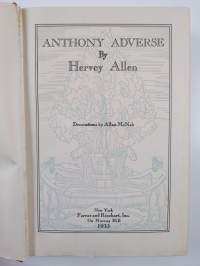 ANTHONY ADVERSE
By
Hervey Allen
Decorations by Allan McNab
New York
Farrar and Rinehart, Inc.
On Murray Hill
1933